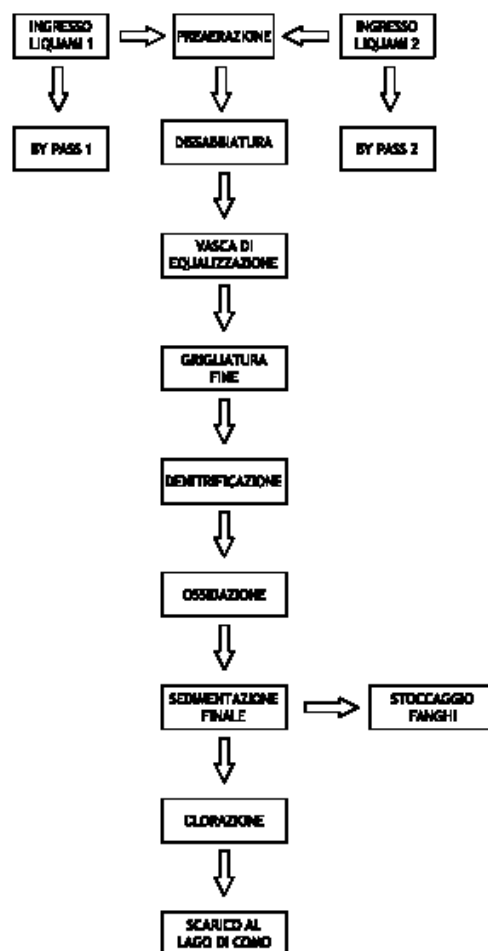 INGRESSO
LIQUAMI 1
PREAERAZIONE
INGRESSO
LIQUAMI 2
BY PASS 1
DISSABBIATURA
BY PASS 2
VASCA DI
EQUALIZZAZIONE
GRIGLIATURA
FINE
DENITRIFICAZIONE
OSSIDAZIONE
SEDIMENTAZIONE
FINALE
STOCCAGGIO
FANGHI
CLORAZIONE
SCARICO AL
LAGO DI COMO